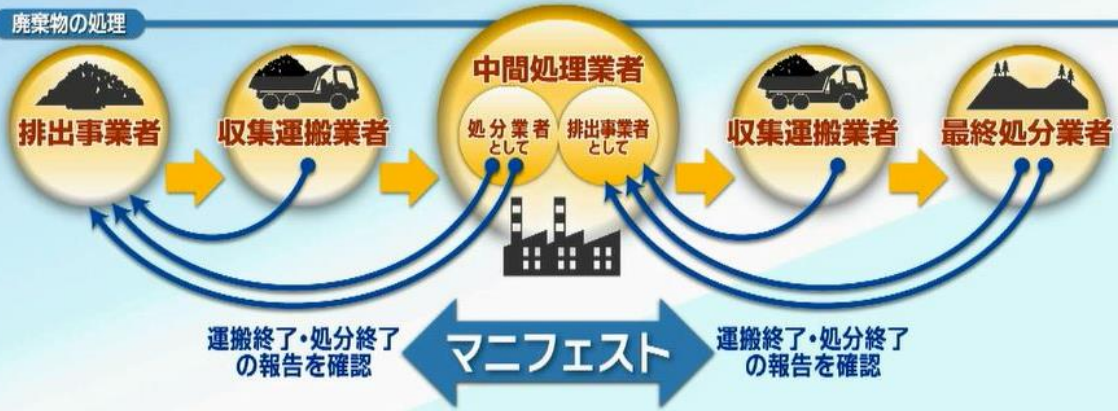 廃棄物の処理
排出事業者
収集運搬業者
中間処理業者
処分業者
として
排出事業者
として
収集運搬業者
最終処分業者
運搬終了・処分終了
の報告を確認
マニフェスト
運搬終了・処分終了
の報告を確認